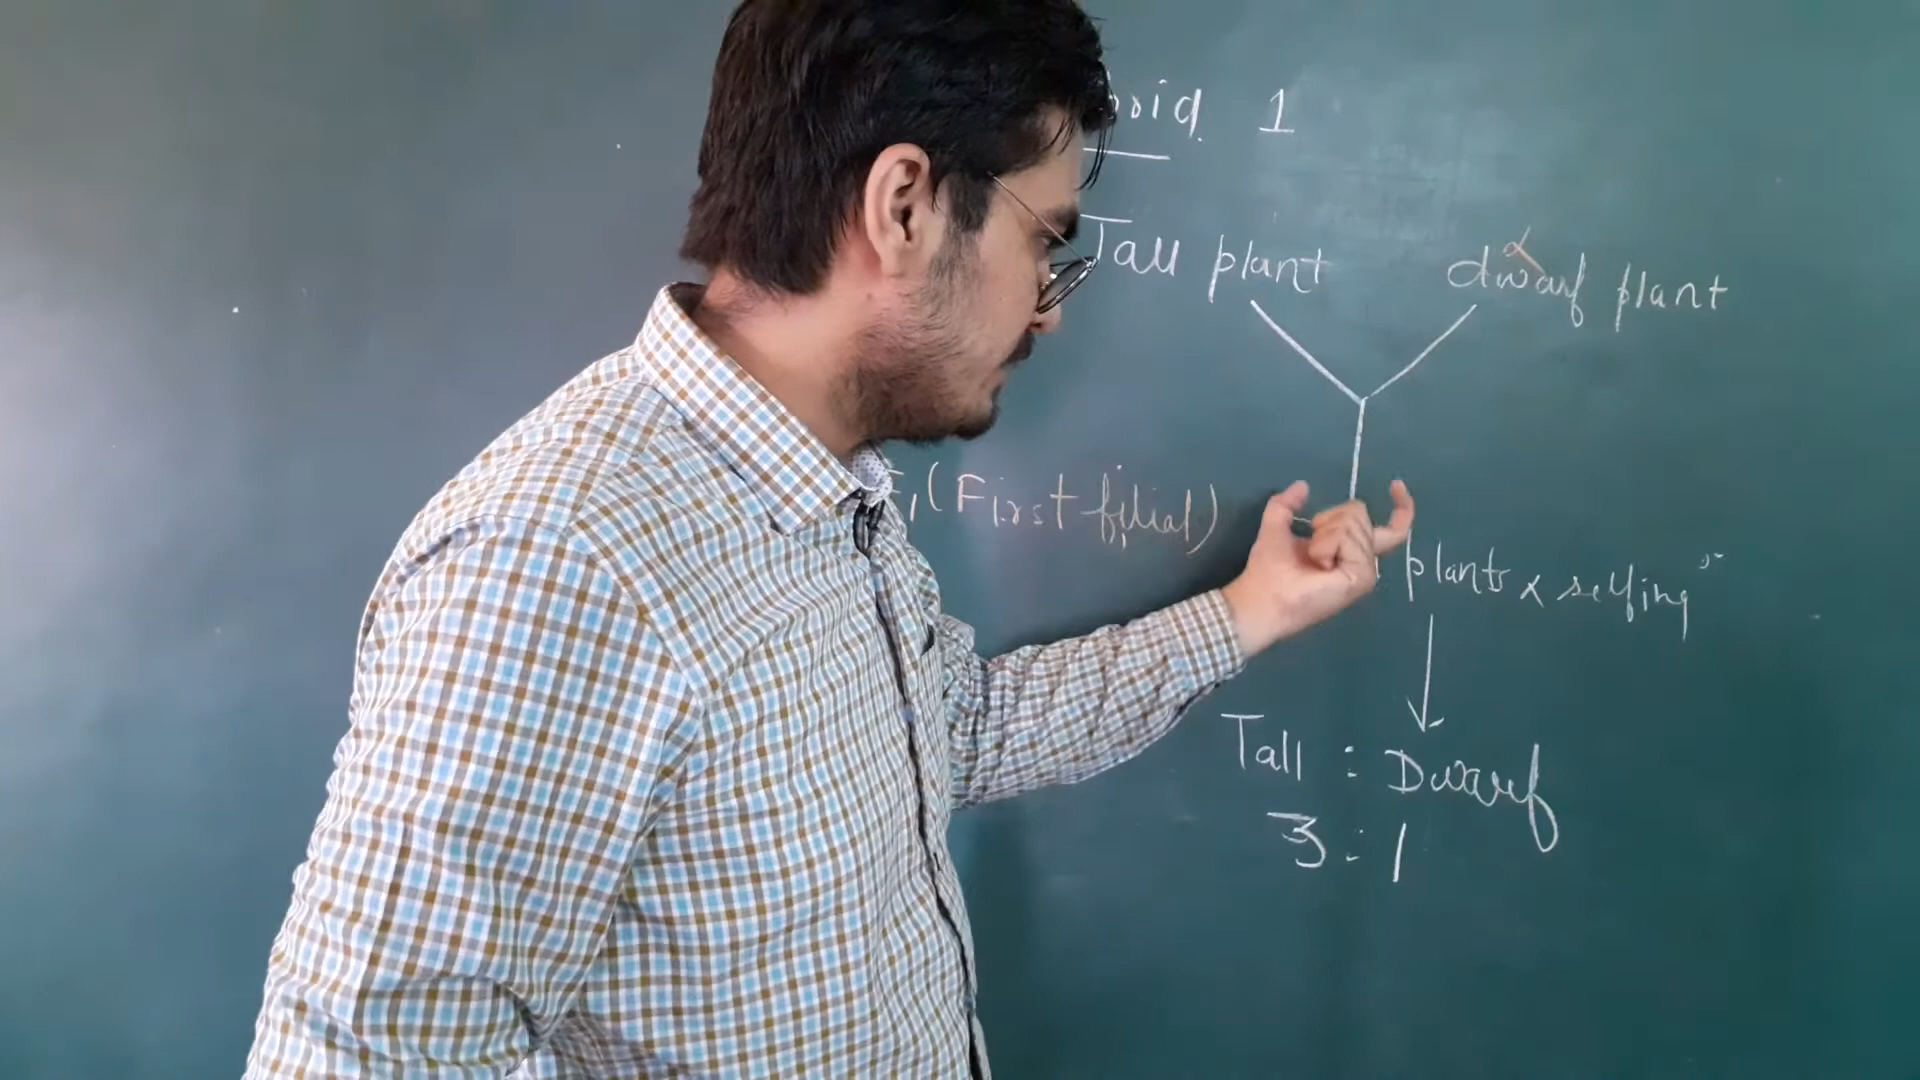 1
Tall plant dwarf plant
(First filial)
plants x selfing
Tall : Dwarf
3 : 1